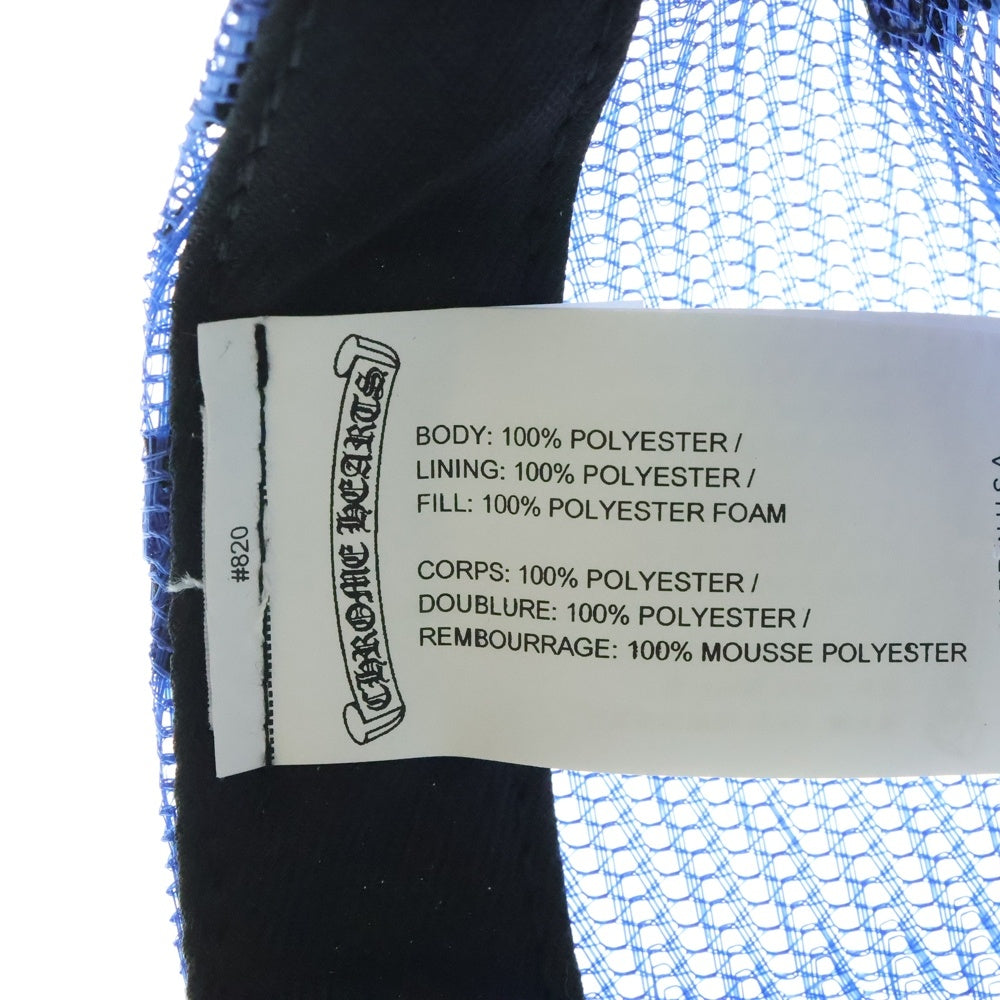 #820
CHROME HEARTS
BODY: 100% POLYESTER /
LINING: 100% POLYESTER /
FILL: 100% POLYESTER FOAM
CORPS: 100% POLYESTER /
DOUBLURE: 100% POLYESTER /
REMBOURRAGE: 100% MOUSSE POLYESTER